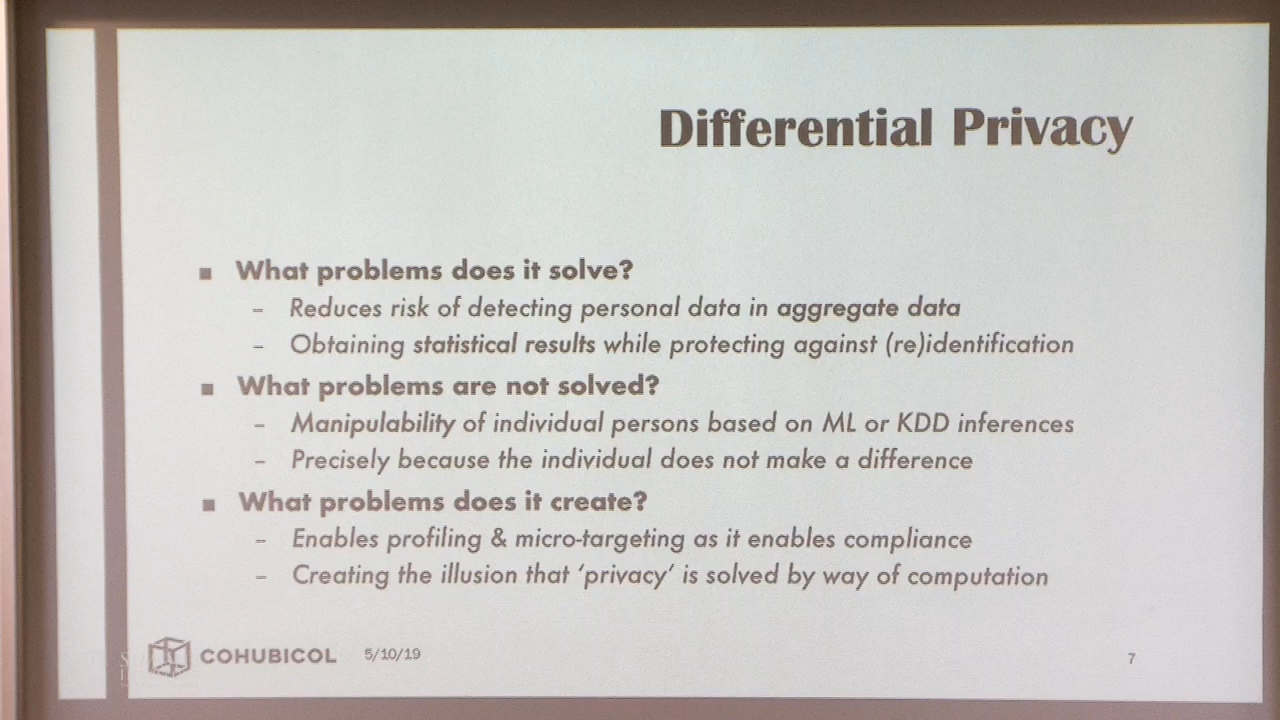 Differential Privacy
■ What problems does it solve?
– Reduces risk of detecting personal data in aggregate data
– Obtaining statistical results while protecting against (re)identification
■ What problems are not solved?
– Manipulability of individual persons based on ML or KDD inferences
– Precisely because the individual does not make a difference
■ What problems does it create?
– Enables profiling & micro-targeting as it enables compliance
– Creating the illusion that ‘privacy’ is solved by way of computation
COHUBICOL 5/10/19 7